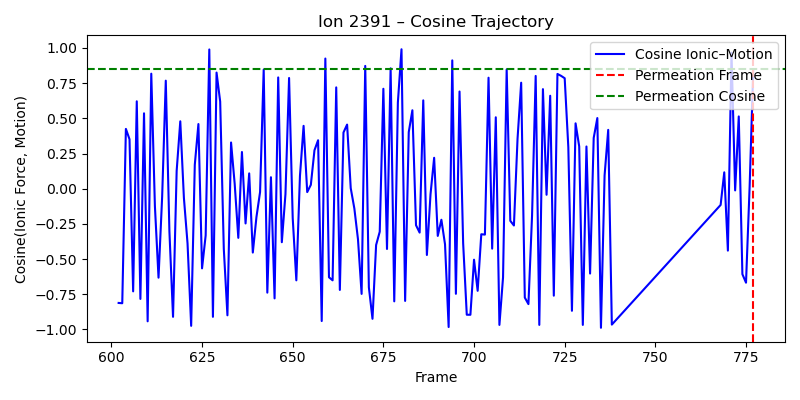 Ion 2391 – Cosine Trajectory
Cosine(Ionic Force, Motion)
1.00
0.75
0.50
0.25
0.00
−0.25
−0.50
−0.75
−1.00
Cosine Ionic–Motion
Permeation Frame
Permeation Cosine
600
625
650
675
700
725
750
775
Frame